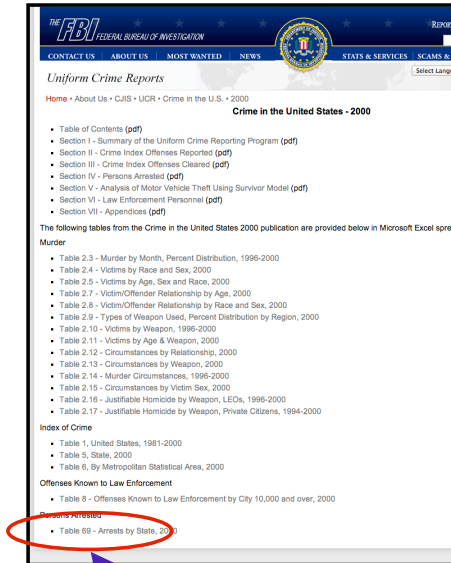 THE FBI FEDERAL BUREAU OF INVESTIGATION
REPOR
CONTACT US | ABOUT US | MOST WANTED | NEWS | STATS & SERVICES | SCAMS &
Uniform Crime Reports
Select Langu
Home • About Us • CJIS • UCR • Crime in the U.S. • 2000
Crime in the United States - 2000
Table of Contents (pdf)
Section I - Summary of the Uniform Crime Reporting Program (pdf)
Section II - Crime Index Offenses Reported (pdf)
Section III - Crime Index Offenses Cleared (pdf)
Section IV - Persons Arrested (pdf)
Section V - Analysis of Motor Vehicle Theft Using Survivor Model (pdf)
Section VI - Law Enforcement Personnel (pdf)
Section VII - Appendices (pdf)
The following tables from the Crime in the United States 2000 publication are provided below in Microsoft Excel spre
Murder
Table 2.3 - Murder by Month, Percent Distribution, 1996-2000
Table 2.4 - Victims by Race and Sex, 2000
Table 2.5 - Victims by Age, Sex and Race, 2000
Table 2.7 - Victim/Offender Relationship by Age, 2000
Table 2.8 - Victim/Offender Relationship by Race and Sex, 2000
Table 2.9 - Types of Weapon Used, Percent Distribution by Region, 2000
Table 2.10 - Victims by Weapon, 1996-2000
Table 2.11 - Victims by Age & Weapon, 2000
Table 2.12 - Circumstances by Relationship, 2000
Table 2.13 - Circumstances by Weapon, 2000
Table 2.14 - Murder Circumstances, 1996-2000
Table 2.15 - Circumstances by Victim Sex, 2000
Table 2.16 - Justifiable Homicide by Weapon, LEOs, 1996-2000
Table 2.17 - Justifiable Homicide by Weapon, Private Citizens, 1994-2000
Index of Crime
Table 1, United States, 1981-2000
Table 5, State, 2000
Table 6, By Metropolitan Statistical Area, 2000
Offenses Known to Law Enforcement
Table 8 - Offenses Known to Law Enforcement by City 10,000 and over, 2000
Persons Arrested
Table 69 - Arrests by State, 2000